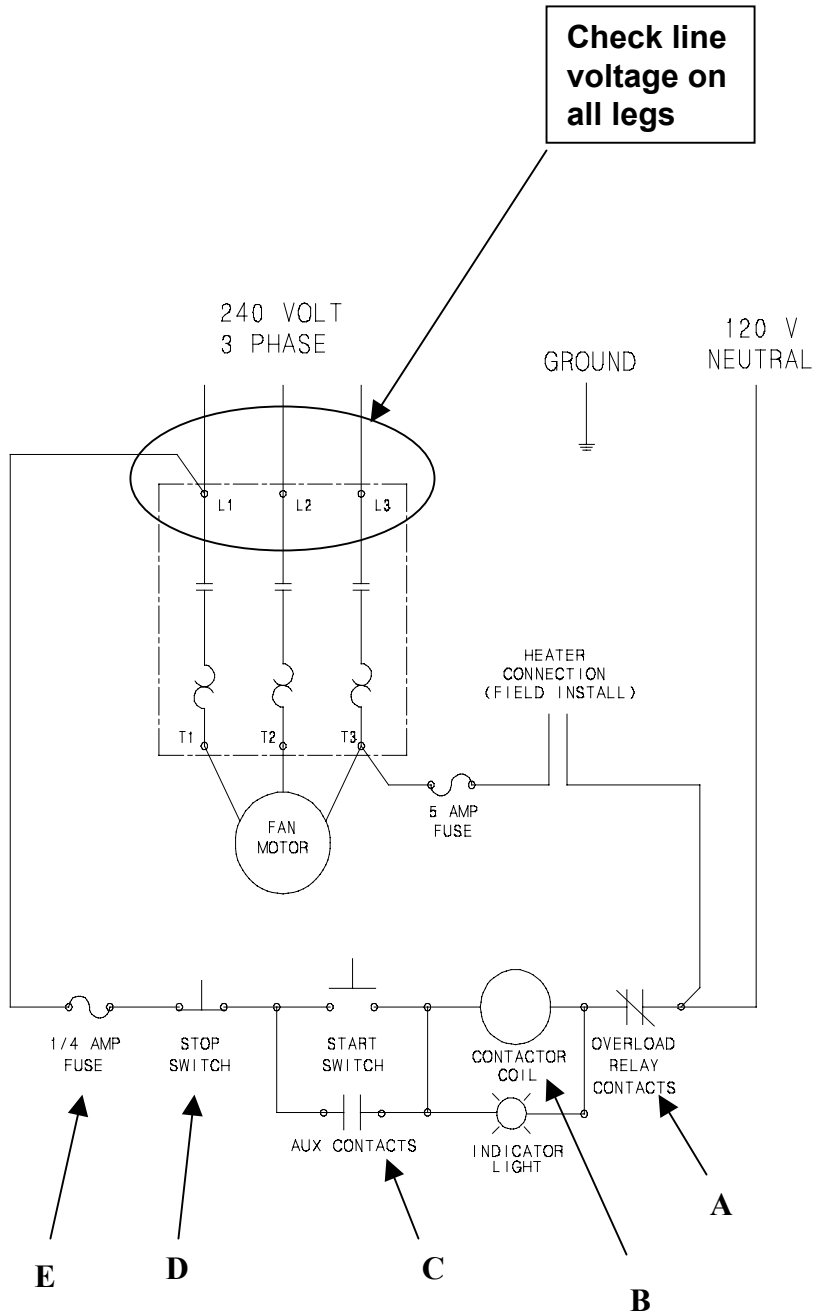 Check line
voltage on
all legs
240 VOLT
3 PHASE
GROUND
120 V
NEUTRAL
L1
L2
L3
HEATER
CONNECTION
(FIELD INSTALL)
T1
T2
T3
5 AMP
FUSE
FAN
MOTOR
1/4 AMP
FUSE
STOP
SWITCH
START
SWITCH
CONTACTOR
COIL
OVERLOAD
RELAY
CONTACTS
AUX CONTACTS
INDICATOR
LIGHT
A
E
D
C
B